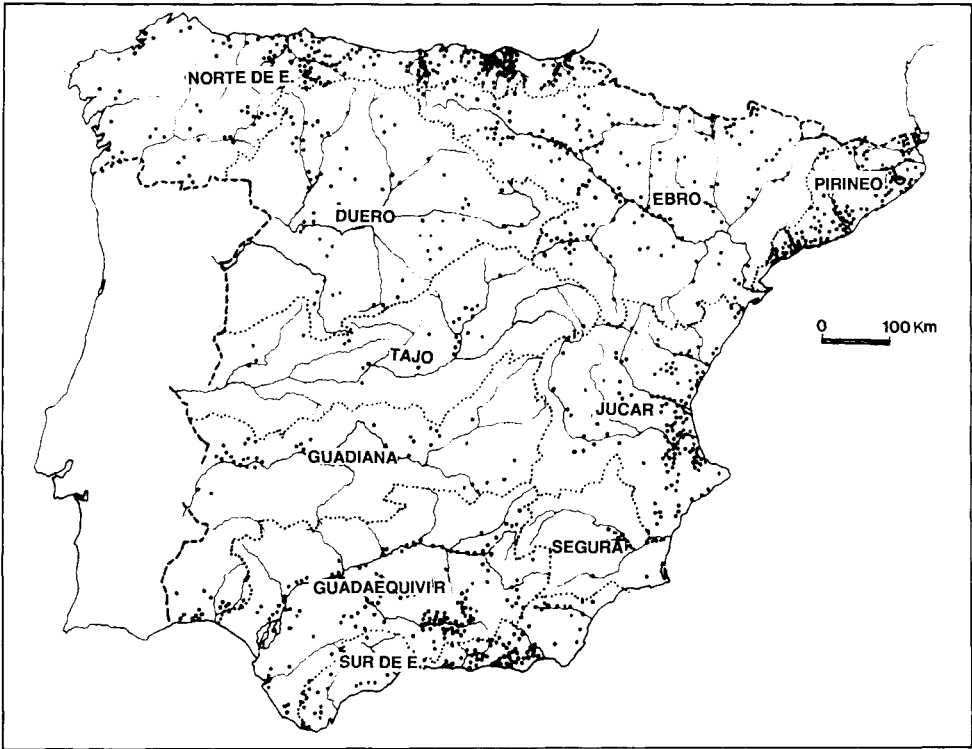 NORTE DE E.
PIRINEO
EBRO
DUERO
0 100 Km
TAJO
JUCAR
GUADIANA
SEGURA
GUADAEQUIVIR
SUR DE E.